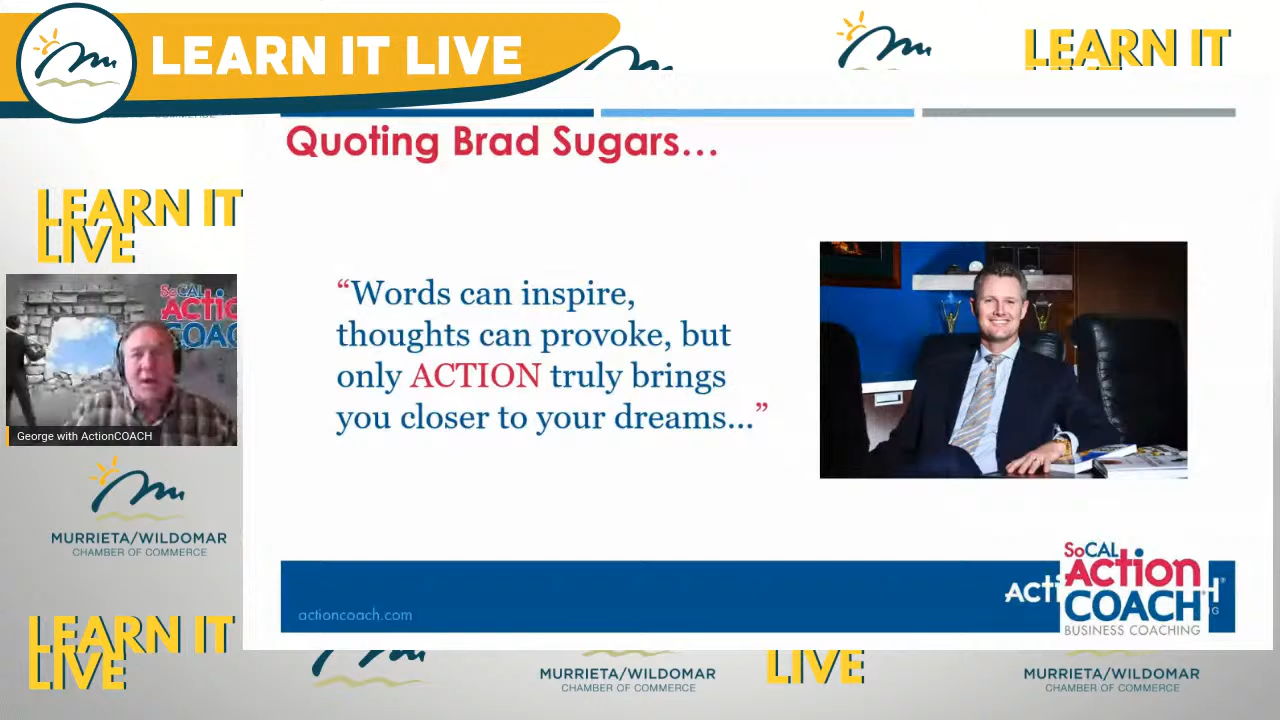 LEARN IT LIVE
LEARN IT
Quoting Brad Sugars...
LEARN IT
LIVE
“Words can inspire,
thoughts can provoke, but
only ACTION truly brings
you closer to your dreams...”
SoCAL
ACTIO
COAC
George with ActionCOACH
MURRIETA/WILDOMAR
CHAMBER OF COMMERCE
actioncoach.com
SoCAL
Action
COACH
BUSINESS COACHING
LEARN IT
LIVE
MURRIETA/WILDOMAR
CHAMBER OF COMMERCE
LIVE
MURRIETA/WILDOMAR
CHAMBER OF COMMERCE